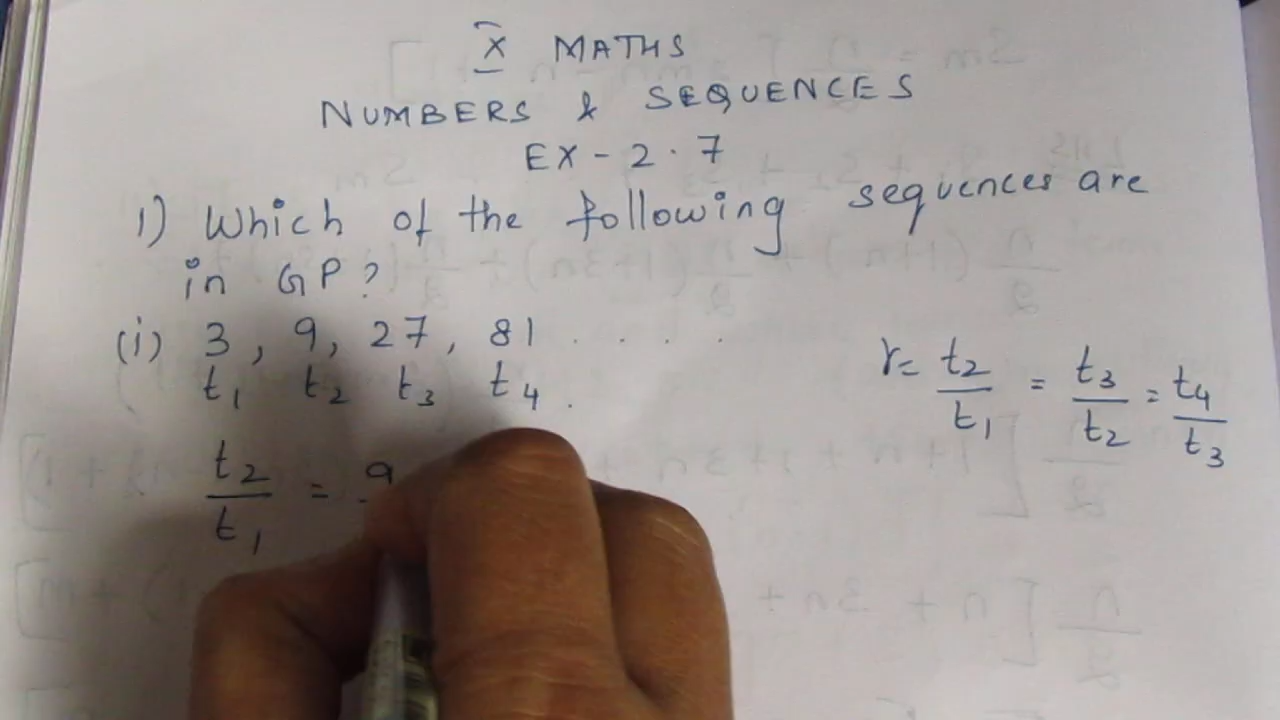 X MATHS
NUMBERS & SEQUENCES
EX - 2.7
1) Which of the following sequences are
in GP?
(i) 3, 9, 27, 81 . . . .
t1 t2 t3 t4 .
r = t2/t1 = t3/t2 = t4/t3
t2/t1 = 9